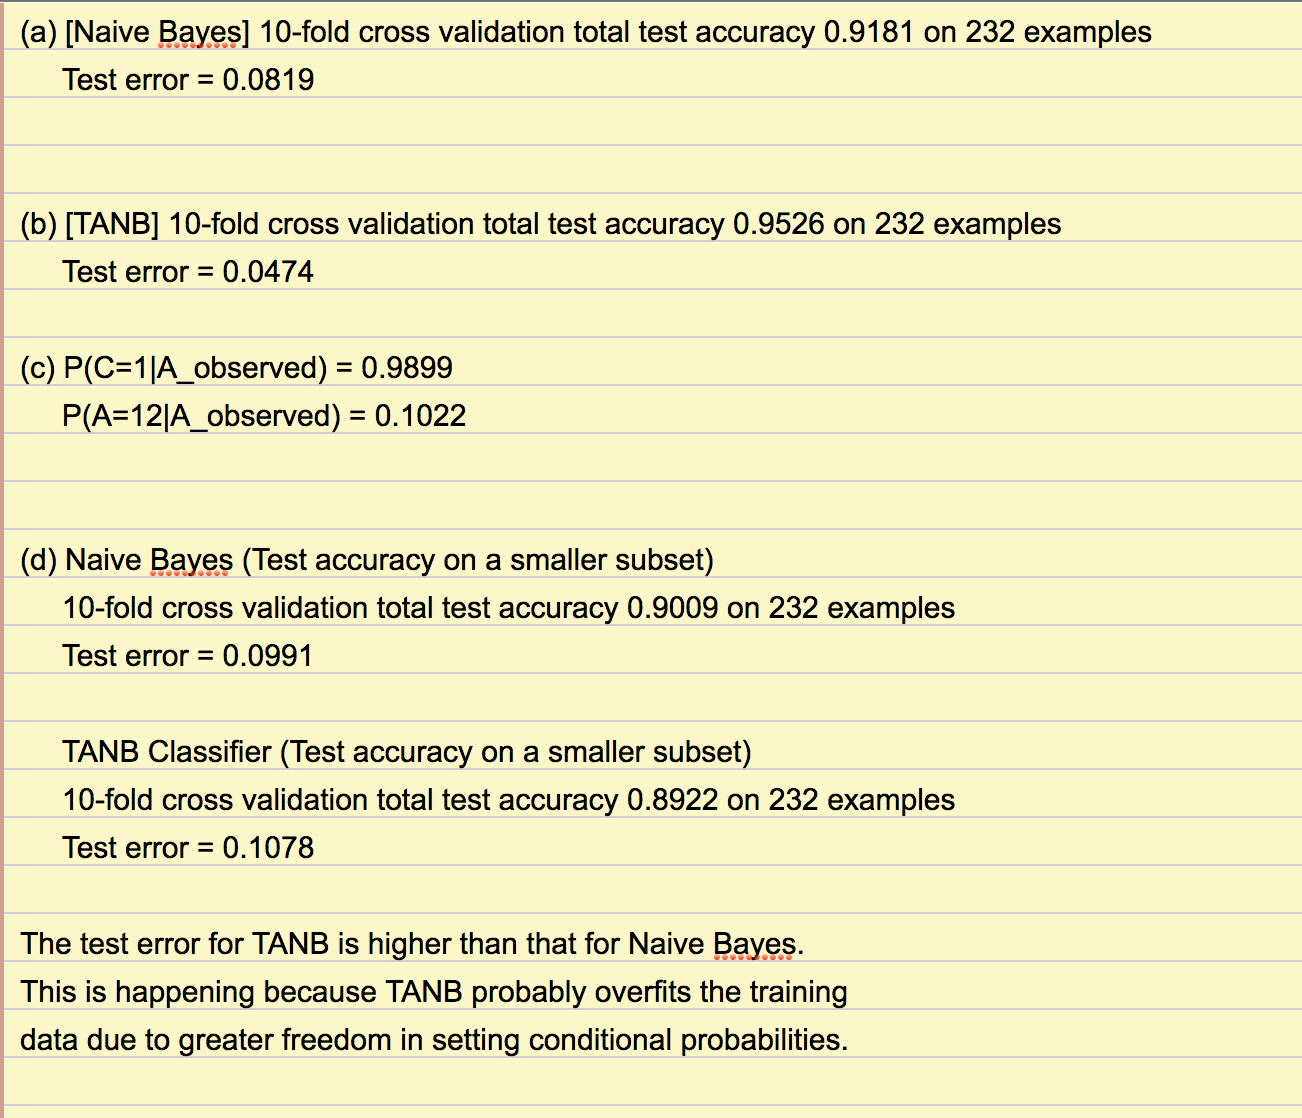 (a) [Naive Bayes] 10-fold cross validation total test accuracy 0.9181 on 232 examples
Test error = 0.0819
(b) [TANB] 10-fold cross validation total test accuracy 0.9526 on 232 examples
Test error = 0.0474
(c) P(C=1|A_observed) = 0.9899
P(A=12|A_observed) = 0.1022
(d) Naive Bayes (Test accuracy on a smaller subset)
10-fold cross validation total test accuracy 0.9009 on 232 examples
Test error = 0.0991
TANB Classifier (Test accuracy on a smaller subset)
10-fold cross validation total test accuracy 0.8922 on 232 examples
Test error = 0.1078
The test error for TANB is higher than that for Naive Bayes.
This is happening because TANB probably overfits the training
data due to greater freedom in setting conditional probabilities.